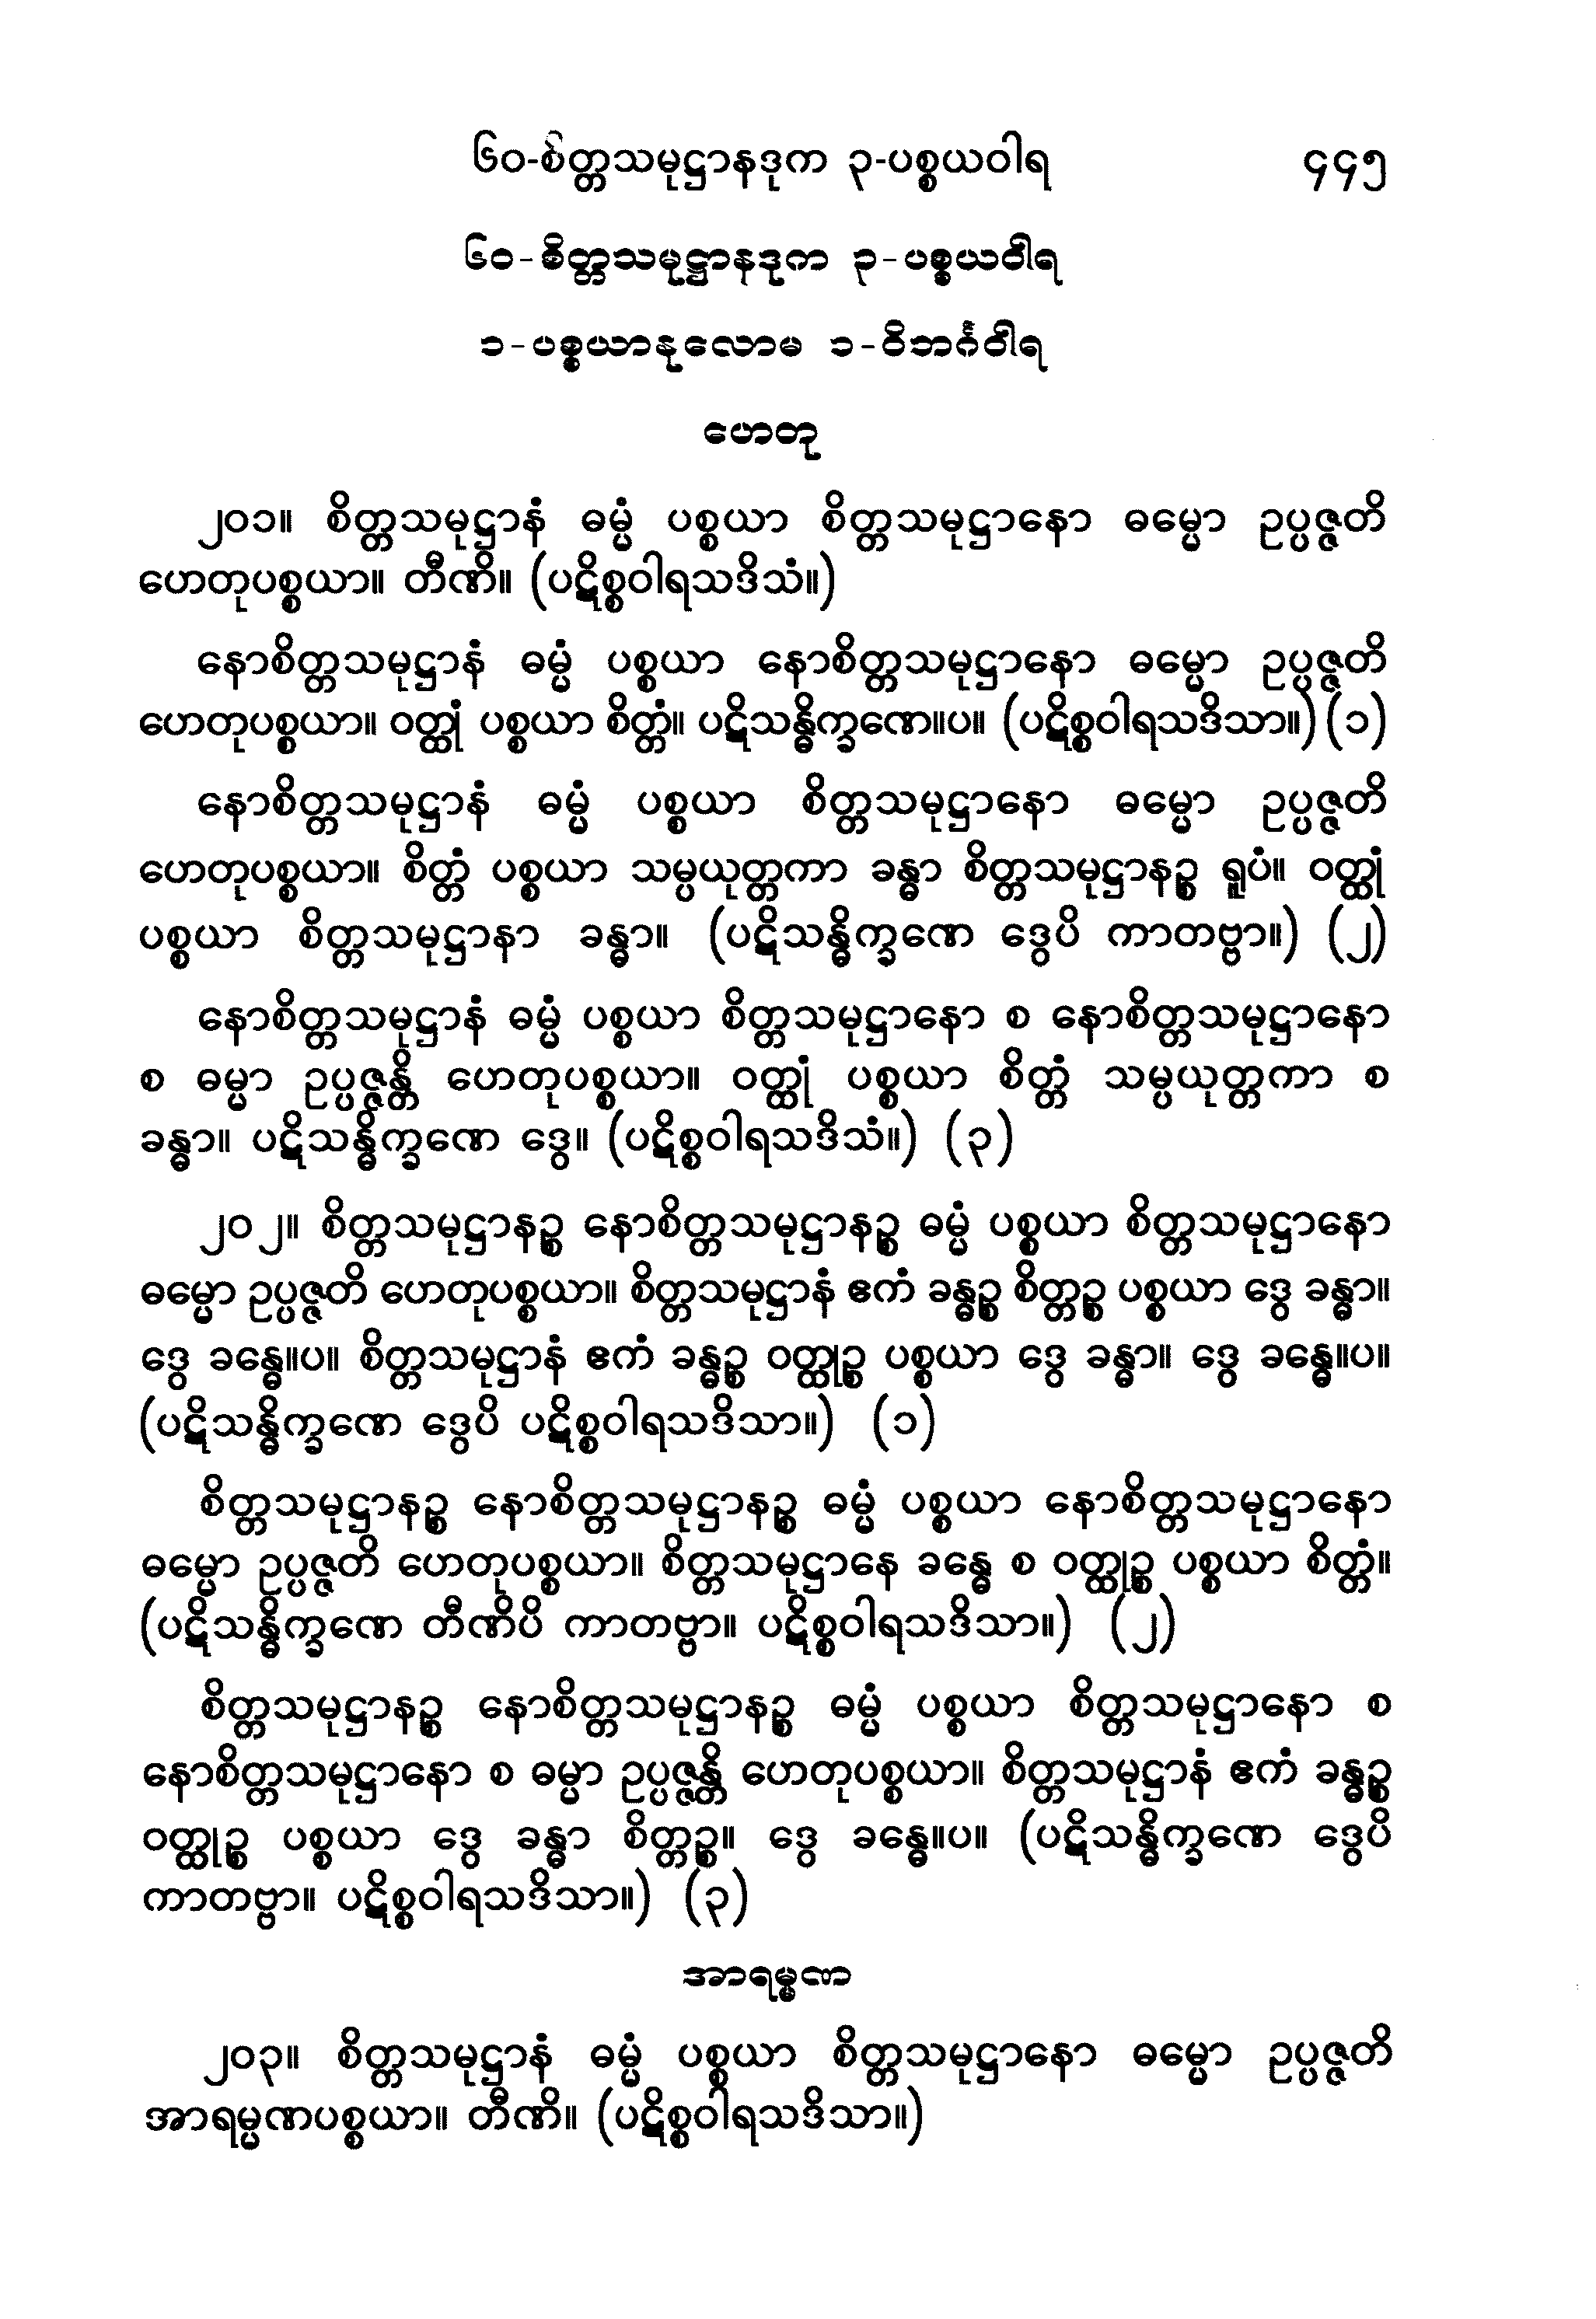 ၆၀-စိတ္တသမုဋ္ဌာနဒုက ၃-ပစ္စယဝါရ ၄၄၅
၆၀-စိတ္တသမုဋ္ဌာနဒုက ၃-ပစ္စယဝါရ
၁-ပစ္စယာနုလောမ ၁-ဝိဘင်္ဂဝါရ
ဟေတု
၂၀၁။ စိတ္တသမုဋ္ဌာနံ ဓမ္မံ ပစ္စယာ စိတ္တသမုဋ္ဌာနော ဓမ္မော ဥပ္ပဇ္ဇတိ
ဟေတုပစ္စယာ။ တီဏိ။ (ပဋိစ္စဝါရသဒိသံ။)
နောစိတ္တသမုဋ္ဌာနံ ဓမ္မံ ပစ္စယာ နောစိတ္တသမုဋ္ဌာနော ဓမ္မော ဥပ္ပဇ္ဇတိ
ဟေတုပစ္စယာ။ ဝတ္ထုံ ပစ္စယာ စိတ္တံ။ ပဋိသန္ဓိက္ခဏေ။ပ။ (ပဋိစ္စဝါရသဒိသာ။) (၁)
နောစိတ္တသမုဋ္ဌာနံ ဓမ္မံ ပစ္စယာ စိတ္တသမုဋ္ဌာနော ဓမ္မော ဥပ္ပဇ္ဇတိ
ဟေတုပစ္စယာ။ စိတ္တံ ပစ္စယာ သမ္ပယုတ္တကာ ခန္ဓာ စိတ္တသမုဋ္ဌာနဉ္စ ရူပံ။ ဝတ္ထုံ
ပစ္စယာ စိတ္တသမုဋ္ဌာနာ ခန္ဓာ။ (ပဋိသန္ဓိက္ခဏေ ဒွေပိ ကာတဗ္ဗာ။) (၂)
နောစိတ္တသမုဋ္ဌာနံ ဓမ္မံ ပစ္စယာ စိတ္တသမုဋ္ဌာနော စ နောစိတ္တသမုဋ္ဌာနော
စ ဓမ္မာ ဥပ္ပဇ္ဇန္တိ ဟေတုပစ္စယာ။ ဝတ္ထုံ ပစ္စယာ စိတ္တံ သမ္ပယုတ္တကာ စ
ခန္ဓာ။ ပဋိသန္ဓိက္ခဏေ ဒွေ။ (ပဋိစ္စဝါရသဒိသံ။) (၃)
၂၀၂။ စိတ္တသမုဋ္ဌာနဉ္စ နောစိတ္တသမုဋ္ဌာနဉ္စ ဓမ္မံ ပစ္စယာ စိတ္တသမုဋ္ဌာနော
ဓမ္မော ဥပ္ပဇ္ဇတိ ဟေတုပစ္စယာ။ စိတ္တသမုဋ္ဌာနံ ဧကံ ခန္ဓဉ္စ စိတ္တဉ္စ ပစ္စယာ ဒွေ ခန္ဓာ။
ဒွေ ခန္ဓေ။ပ။ စိတ္တသမုဋ္ဌာနံ ဧကံ ခန္ဓဉ္စ ဝတ္ထုဉ္စ ပစ္စယာ ဒွေ ခန္ဓာ။ ဒွေ ခန္ဓေ။ပ။
(ပဋိသန္ဓိက္ခဏေ ဒွေပိ ပဋိစ္စဝါရသဒိသာ။) (၁)
စိတ္တသမုဋ္ဌာနဉ္စ နောစိတ္တသမုဋ္ဌာနဉ္စ ဓမ္မံ ပစ္စယာ နောစိတ္တသမုဋ္ဌာနော
ဓမ္မော ဥပ္ပဇ္ဇတိ ဟေတုပစ္စယာ။ စိတ္တသမုဋ္ဌာနေ ခန္ဓေ စ ဝတ္ထုဉ္စ ပစ္စယာ စိတ္တံ။
(ပဋိသန္ဓိက္ခဏေ တီဏိပိ ကာတဗ္ဗာ။ ပဋိစ္စဝါရသဒိသာ။) (၂)
စိတ္တသမုဋ္ဌာနဉ္စ နောစိတ္တသမုဋ္ဌာနဉ္စ ဓမ္မံ ပစ္စယာ စိတ္တသမုဋ္ဌာနော စ
နောစိတ္တသမုဋ္ဌာနော စ ဓမ္မာ ဥပ္ပဇ္ဇန္တိ ဟေတုပစ္စယာ။ စိတ္တသမုဋ္ဌာနံ ဧကံ ခန္ဓဉ္စ
ဝတ္ထုဉ္စ ပစ္စယာ ဒွေ ခန္ဓာ စိတ္တဉ္စ။ ဒွေ ခန္ဓေ။ပ။ (ပဋိသန္ဓိက္ခဏေ ဒွေပိ
ကာတဗ္ဗာ။ ပဋိစ္စဝါရသဒိသာ။) (၃)
အာရမ္မဏ
၂၀၃။ စိတ္တသမုဋ္ဌာနံ ဓမ္မံ ပစ္စယာ စိတ္တသမုဋ္ဌာနော ဓမ္မော ဥပ္ပဇ္ဇတိ
အာရမ္မဏပစ္စယာ။ တီဏိ။ (ပဋိစ္စဝါရသဒိသာ။)